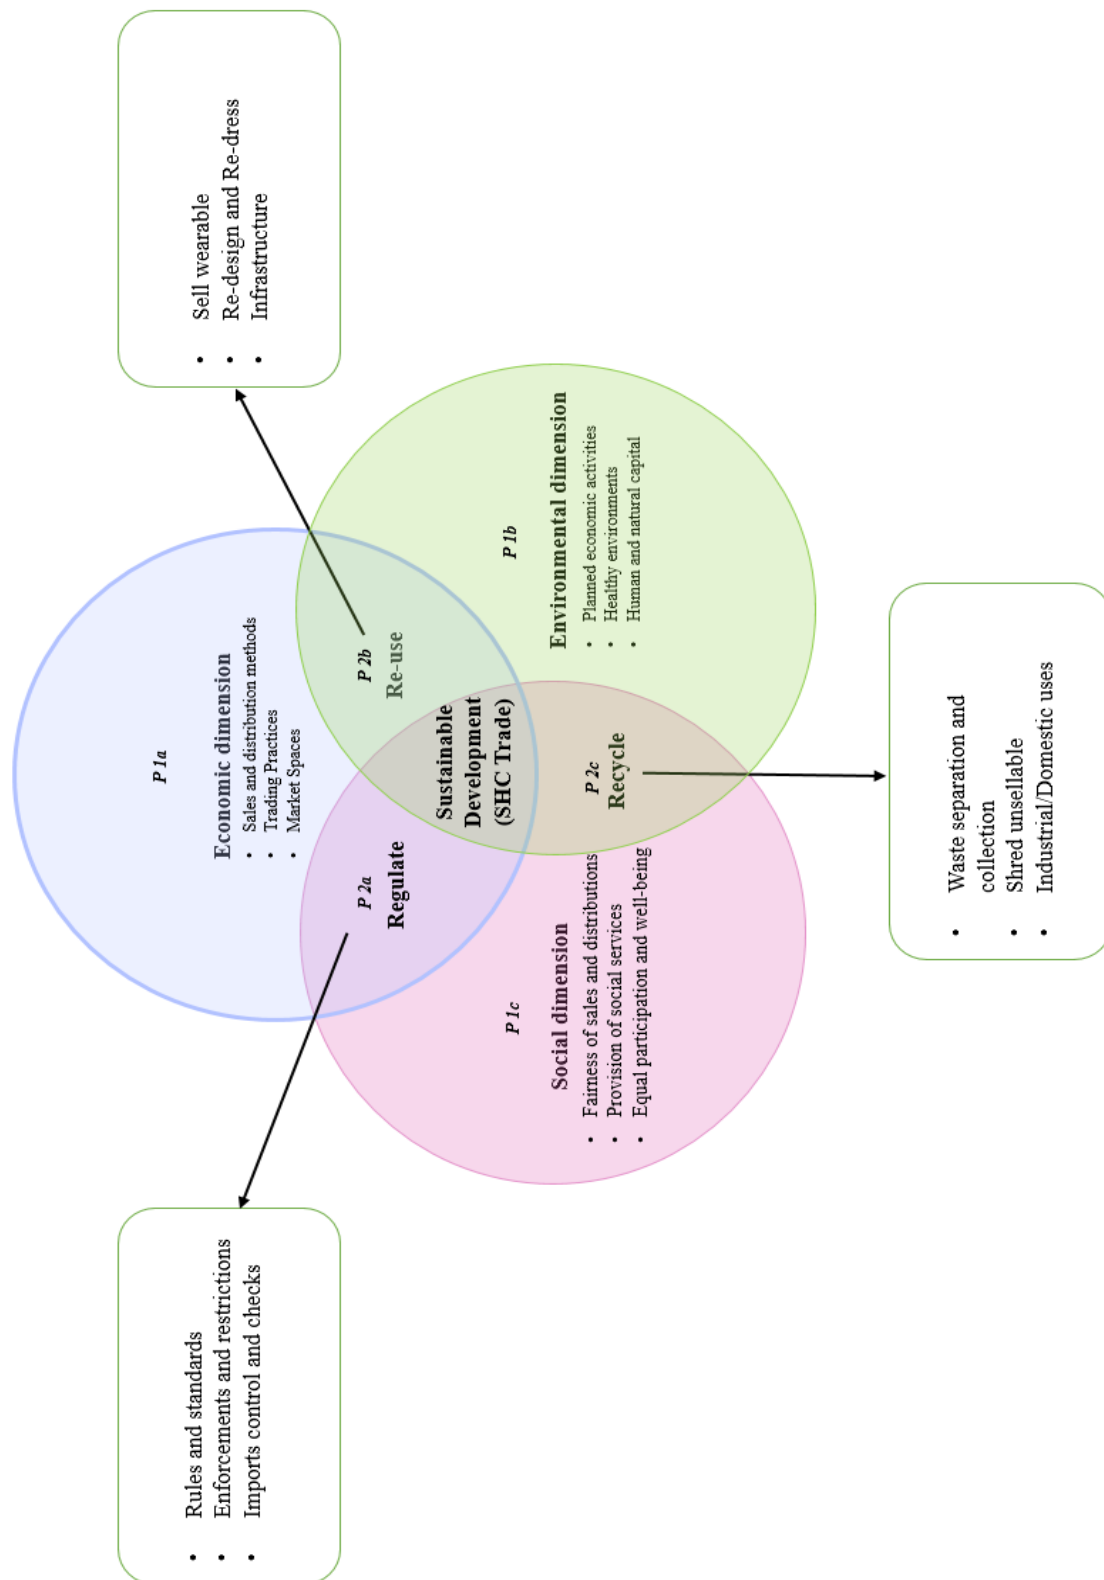 P 1a
Economic dimension
• Sales and distribution methods
• Trading Practices
• Market Spaces
• Rules and standards
• Enforcements and restrictions
• Imports control and checks
P 2a
Regulate
P 2b
Re-use
• Sell wearable
• Re-design and Re-dress
• Infrastructure
Sustainable
Development
(SHC Trade)
P 1c
Social dimension
• Fairness of sales and distributions
• Provision of social services
• Equal participation and well-being
P 2c
Recycle
P 1b
Environmental dimension
• Planned economic activities
• Healthy environments
• Human and natural capital
• Waste separation and
collection
• Shred unsellable
• Industrial/Domestic uses